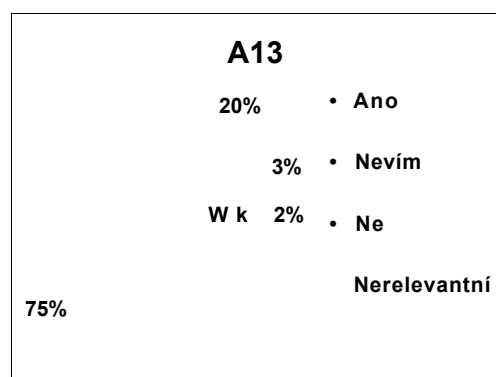 A13
20% • Ano
3% • Nevím
W k 2% • Ne
Nerelevantní
75%